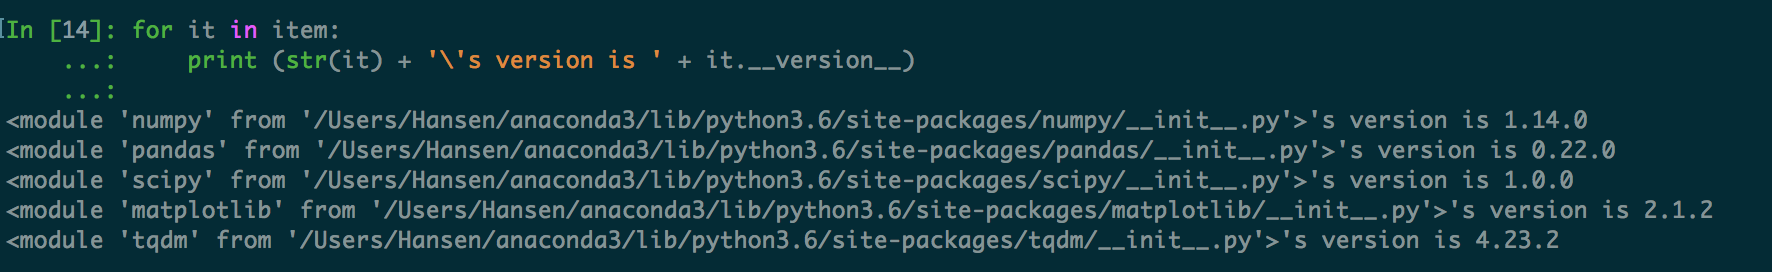 In [14]: for it in item:
    ...:     print (str(it) + '\'s version is ' + it.__version__)
    ...:
<module 'numpy' from '/Users/Hansen/anaconda3/lib/python3.6/site-packages/numpy/__init__.py'>'s version is 1.14.0
<module 'pandas' from '/Users/Hansen/anaconda3/lib/python3.6/site-packages/pandas/__init__.py'>'s version is 0.22.0
<module 'scipy' from '/Users/Hansen/anaconda3/lib/python3.6/site-packages/scipy/__init__.py'>'s version is 1.0.0
<module 'matplotlib' from '/Users/Hansen/anaconda3/lib/python3.6/site-packages/matplotlib/__init__.py'>'s version is 2.1.2
<module 'tqdm' from '/Users/Hansen/anaconda3/lib/python3.6/site-packages/tqdm/__init__.py'>'s version is 4.23.2